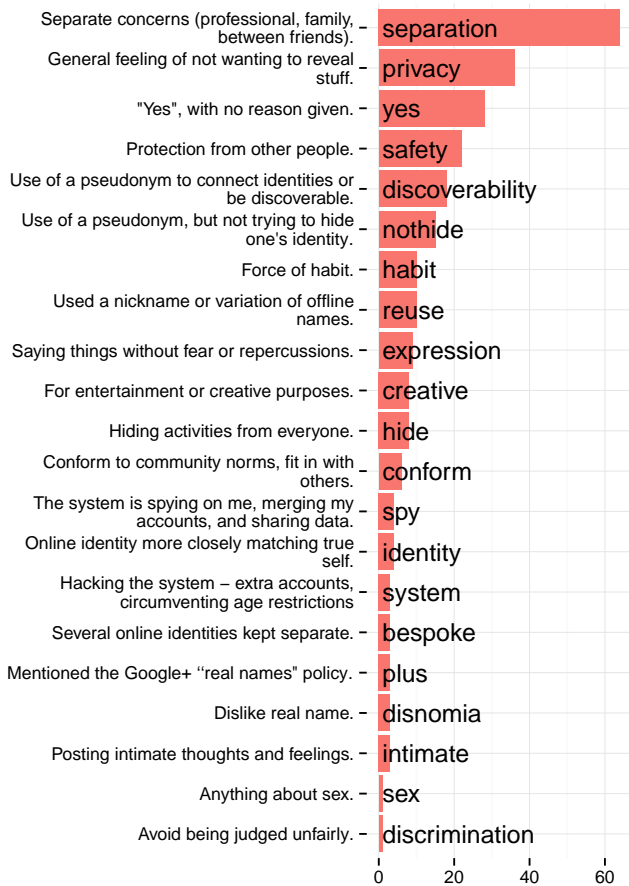 Separate concerns (professional, family,
between friends).
separation
General feeling of not wanting to reveal
stuff.
privacy
"Yes", with no reason given.
yes
Protection from other people.
safety
Use of a pseudonym to connect identities or
be discoverable.
discoverability
Use of a pseudonym, but not trying to hide
one's identity.
nothide
Force of habit.
habit
Used a nickname or variation of offline
names.
reuse
Saying things without fear or repercussions.
expression
For entertainment or creative purposes.
creative
Hiding activities from everyone.
hide
Conform to community norms, fit in with
others.
conform
The system is spying on me, merging my
accounts, and sharing data.
spy
Online identity more closely matching true
self.
identity
Hacking the system – extra accounts,
circumventing age restrictions
system
Several online identities kept separate.
bespoke
Mentioned the Google+ ‘‘real names" policy.
plus
Dislike real name.
disnomia
Posting intimate thoughts and feelings.
intimate
Anything about sex.
sex
Avoid being judged unfairly.
discrimination
0 20 40 60